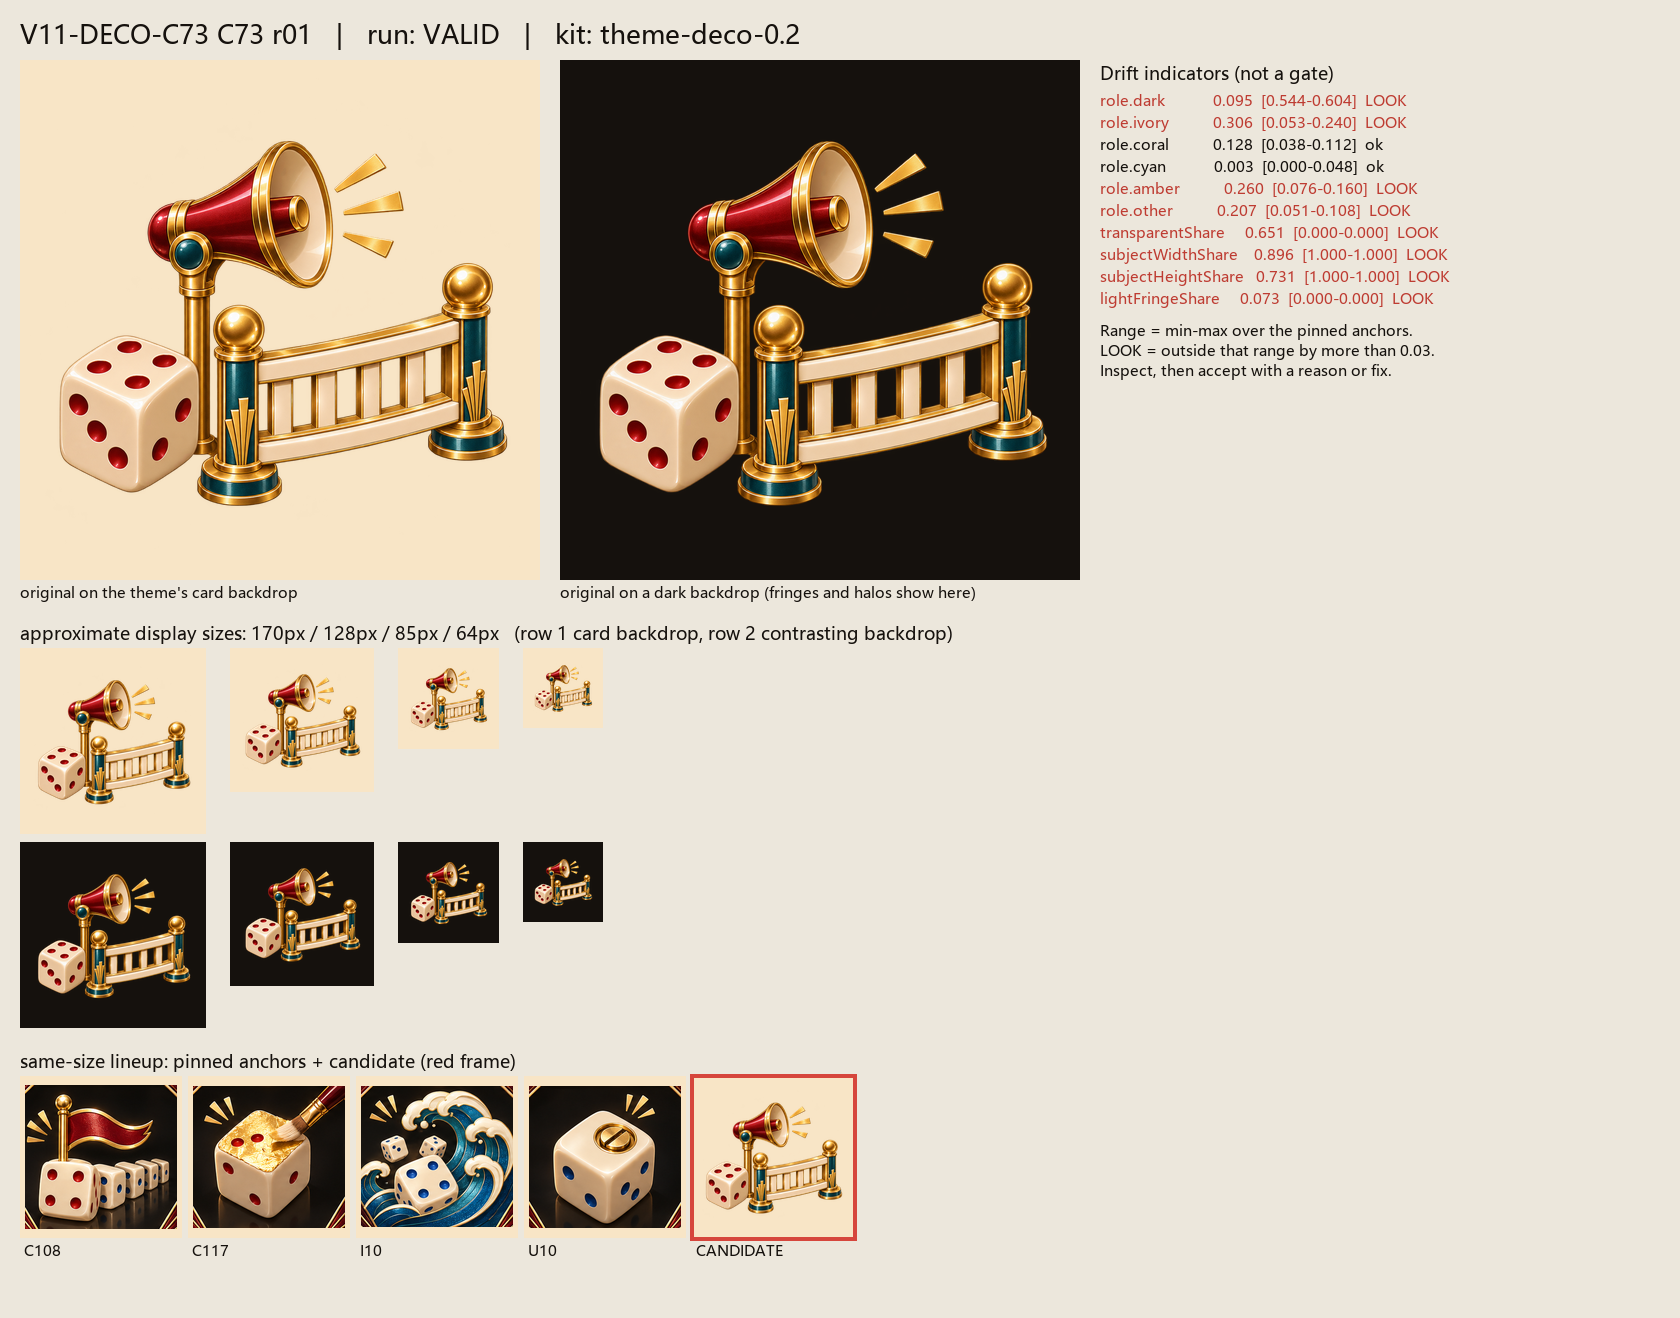 V11-DECO-C73 C73 r01 | run: VALID | kit: theme-deco-0.2
Drift indicators (not a gate)
role.dark 0.095 [0.544-0.604] LOOK
role.ivory 0.306 [0.053-0.240] LOOK
role.coral 0.128 [0.038-0.112] ok
role.cyan 0.003 [0.000-0.048] ok
role.amber 0.260 [0.076-0.160] LOOK
role.other 0.207 [0.051-0.108] LOOK
transparentShare 0.651 [0.000-0.000] LOOK
subjectWidthShare 0.896 [1.000-1.000] LOOK
subjectHeightShare 0.731 [1.000-1.000] LOOK
lightFringeShare 0.073 [0.000-0.000] LOOK
Range = min-max over the pinned anchors.
LOOK = outside that range by more than 0.03.
Inspect, then accept with a reason or fix.
original on the theme's card backdrop
original on a dark backdrop (fringes and halos show here)
approximate display sizes: 170px / 128px / 85px / 64px (row 1 card backdrop, row 2 contrasting backdrop)
same-size lineup: pinned anchors + candidate (red frame)
C108
C117
I10
U10
CANDIDATE